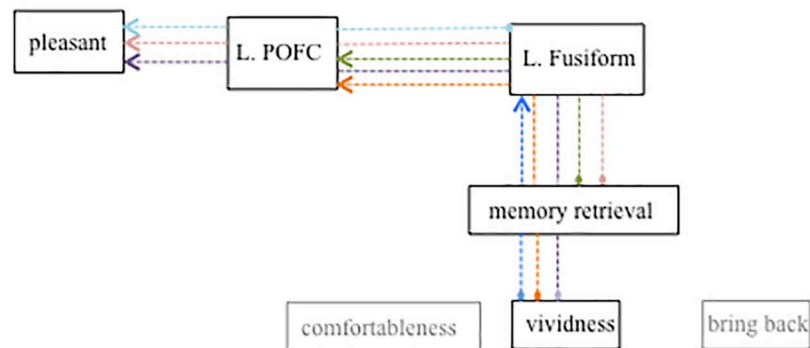 pleasant
L. POFC
L. Fusiform
memory retrieval
comfortableness
vividness
bring back